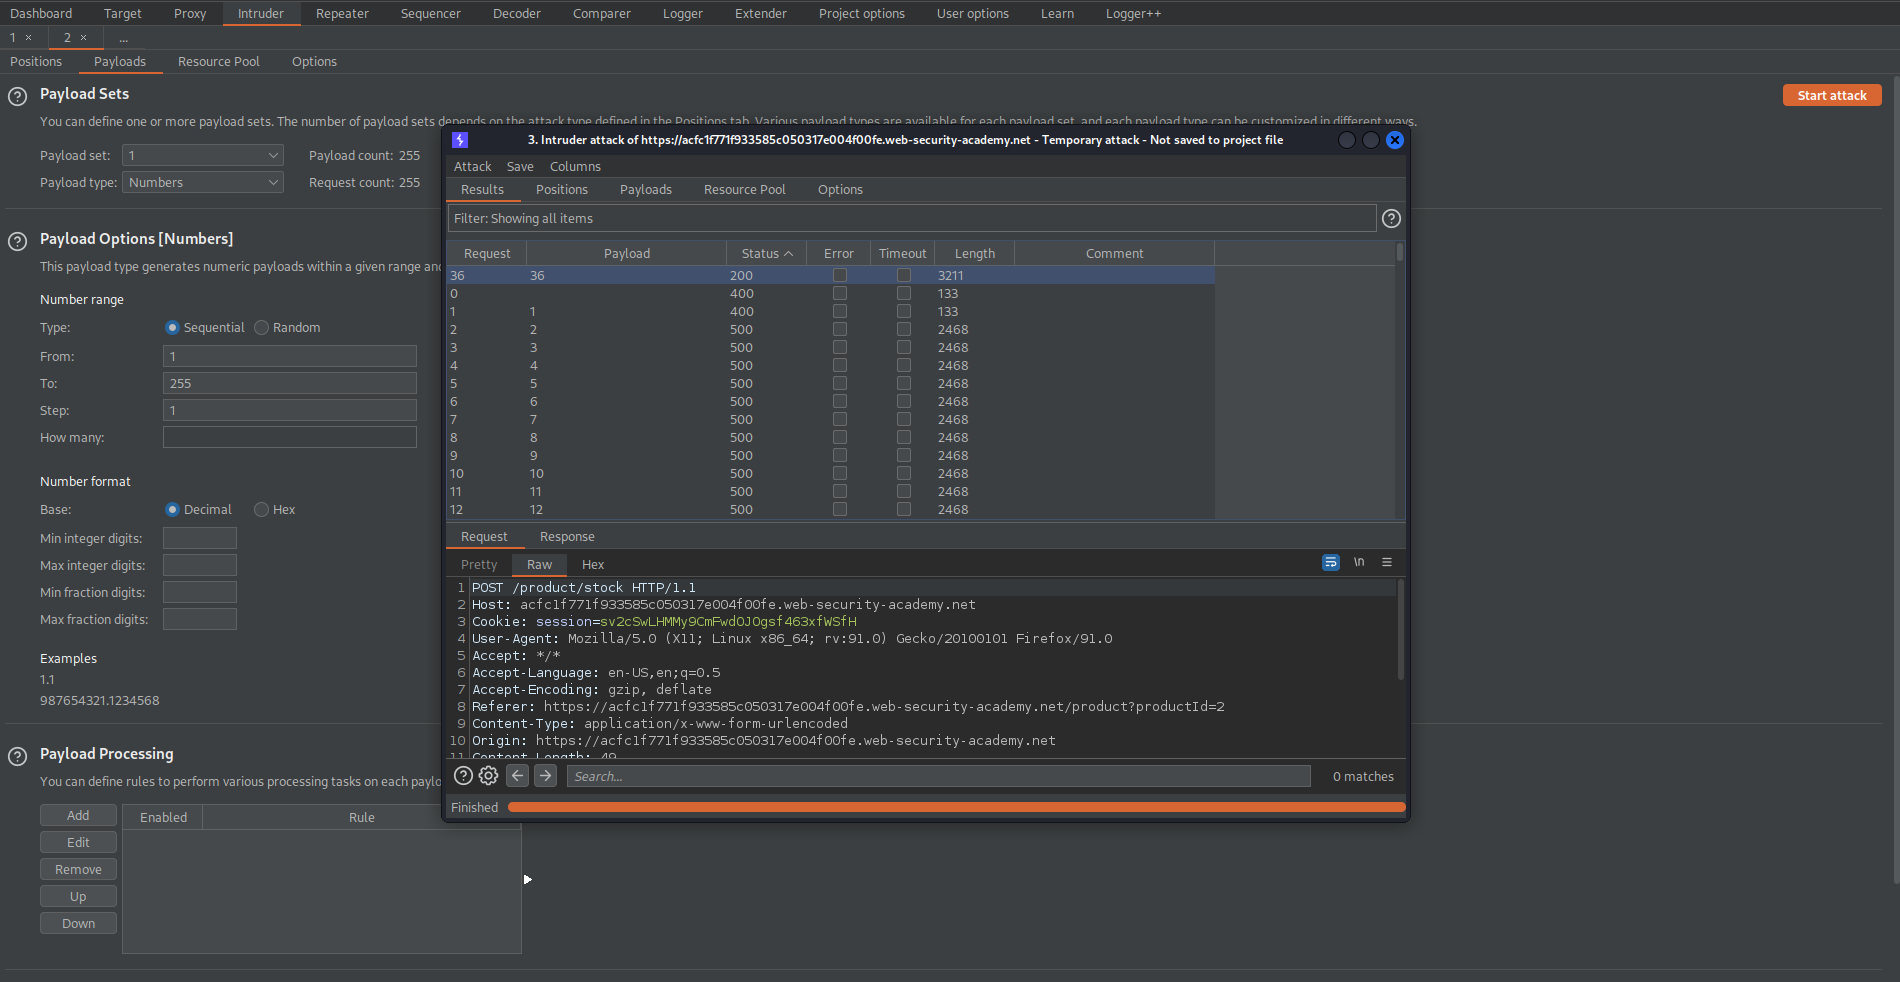 Dashboard Target Proxy Intruder Repeater Sequencer Decoder Comparer Logger Extender Project options User options Learn Logger++
1 × 2 × ...
Positions Payloads Resource Pool Options
? Payload Sets
Start attack
You can define one or more payload sets. The number of payload sets depends on the attack type defined in the Positions tab. Various payload types are available for each payload set, and each payload type can be customized in different ways.
Payload set: 1 Payload count: 255
Payload type: Numbers Request count: 255
? Payload Options [Numbers]
This payload type generates numeric payloads within a given range and
Number range
Type: Sequential Random
From: 1
To: 255
Step: 1
How many:
Number format
Base: Decimal Hex
Min integer digits:
Max integer digits:
Min fraction digits:
Max fraction digits:
Examples
1.1
987654321.1234568
? Payload Processing
You can define rules to perform various processing tasks on each paylo
Add
Edit
Remove
Up
Down
Enabled Rule
3. Intruder attack of https://acfc1f771f933585c050317e004f00fe.web-security-academy.net - Temporary attack - Not saved to project file
Attack Save Columns
Results Positions Payloads Resource Pool Options
Filter: Showing all items ?
Request Payload Status Error Timeout Length Comment
36 36 200 3211
0 400 133
1 1 400 133
2 2 500 2468
3 3 500 2468
4 4 500 2468
5 5 500 2468
6 6 500 2468
7 7 500 2468
8 8 500 2468
9 9 500 2468
10 10 500 2468
11 11 500 2468
12 12 500 2468
Request Response
Pretty Raw Hex \n
1 POST /product/stock HTTP/1.1
2 Host: acfc1f771f933585c050317e004f00fe.web-security-academy.net
3 Cookie: session=sv2cSwLHMMy9CmFwdOJOgsf463xfWSfH
4 User-Agent: Mozilla/5.0 (X11; Linux x86_64; rv:91.0) Gecko/20100101 Firefox/91.0
5 Accept: */*
6 Accept-Language: en-US,en;q=0.5
7 Accept-Encoding: gzip, deflate
8 Referer: https://acfc1f771f933585c050317e004f00fe.web-security-academy.net/product?productId=2
9 Content-Type: application/x-www-form-urlencoded
10 Origin: https://acfc1f771f933585c050317e004f00fe.web-security-academy.net
11 Content-Length: 49
? Search... 0 matches
Finished